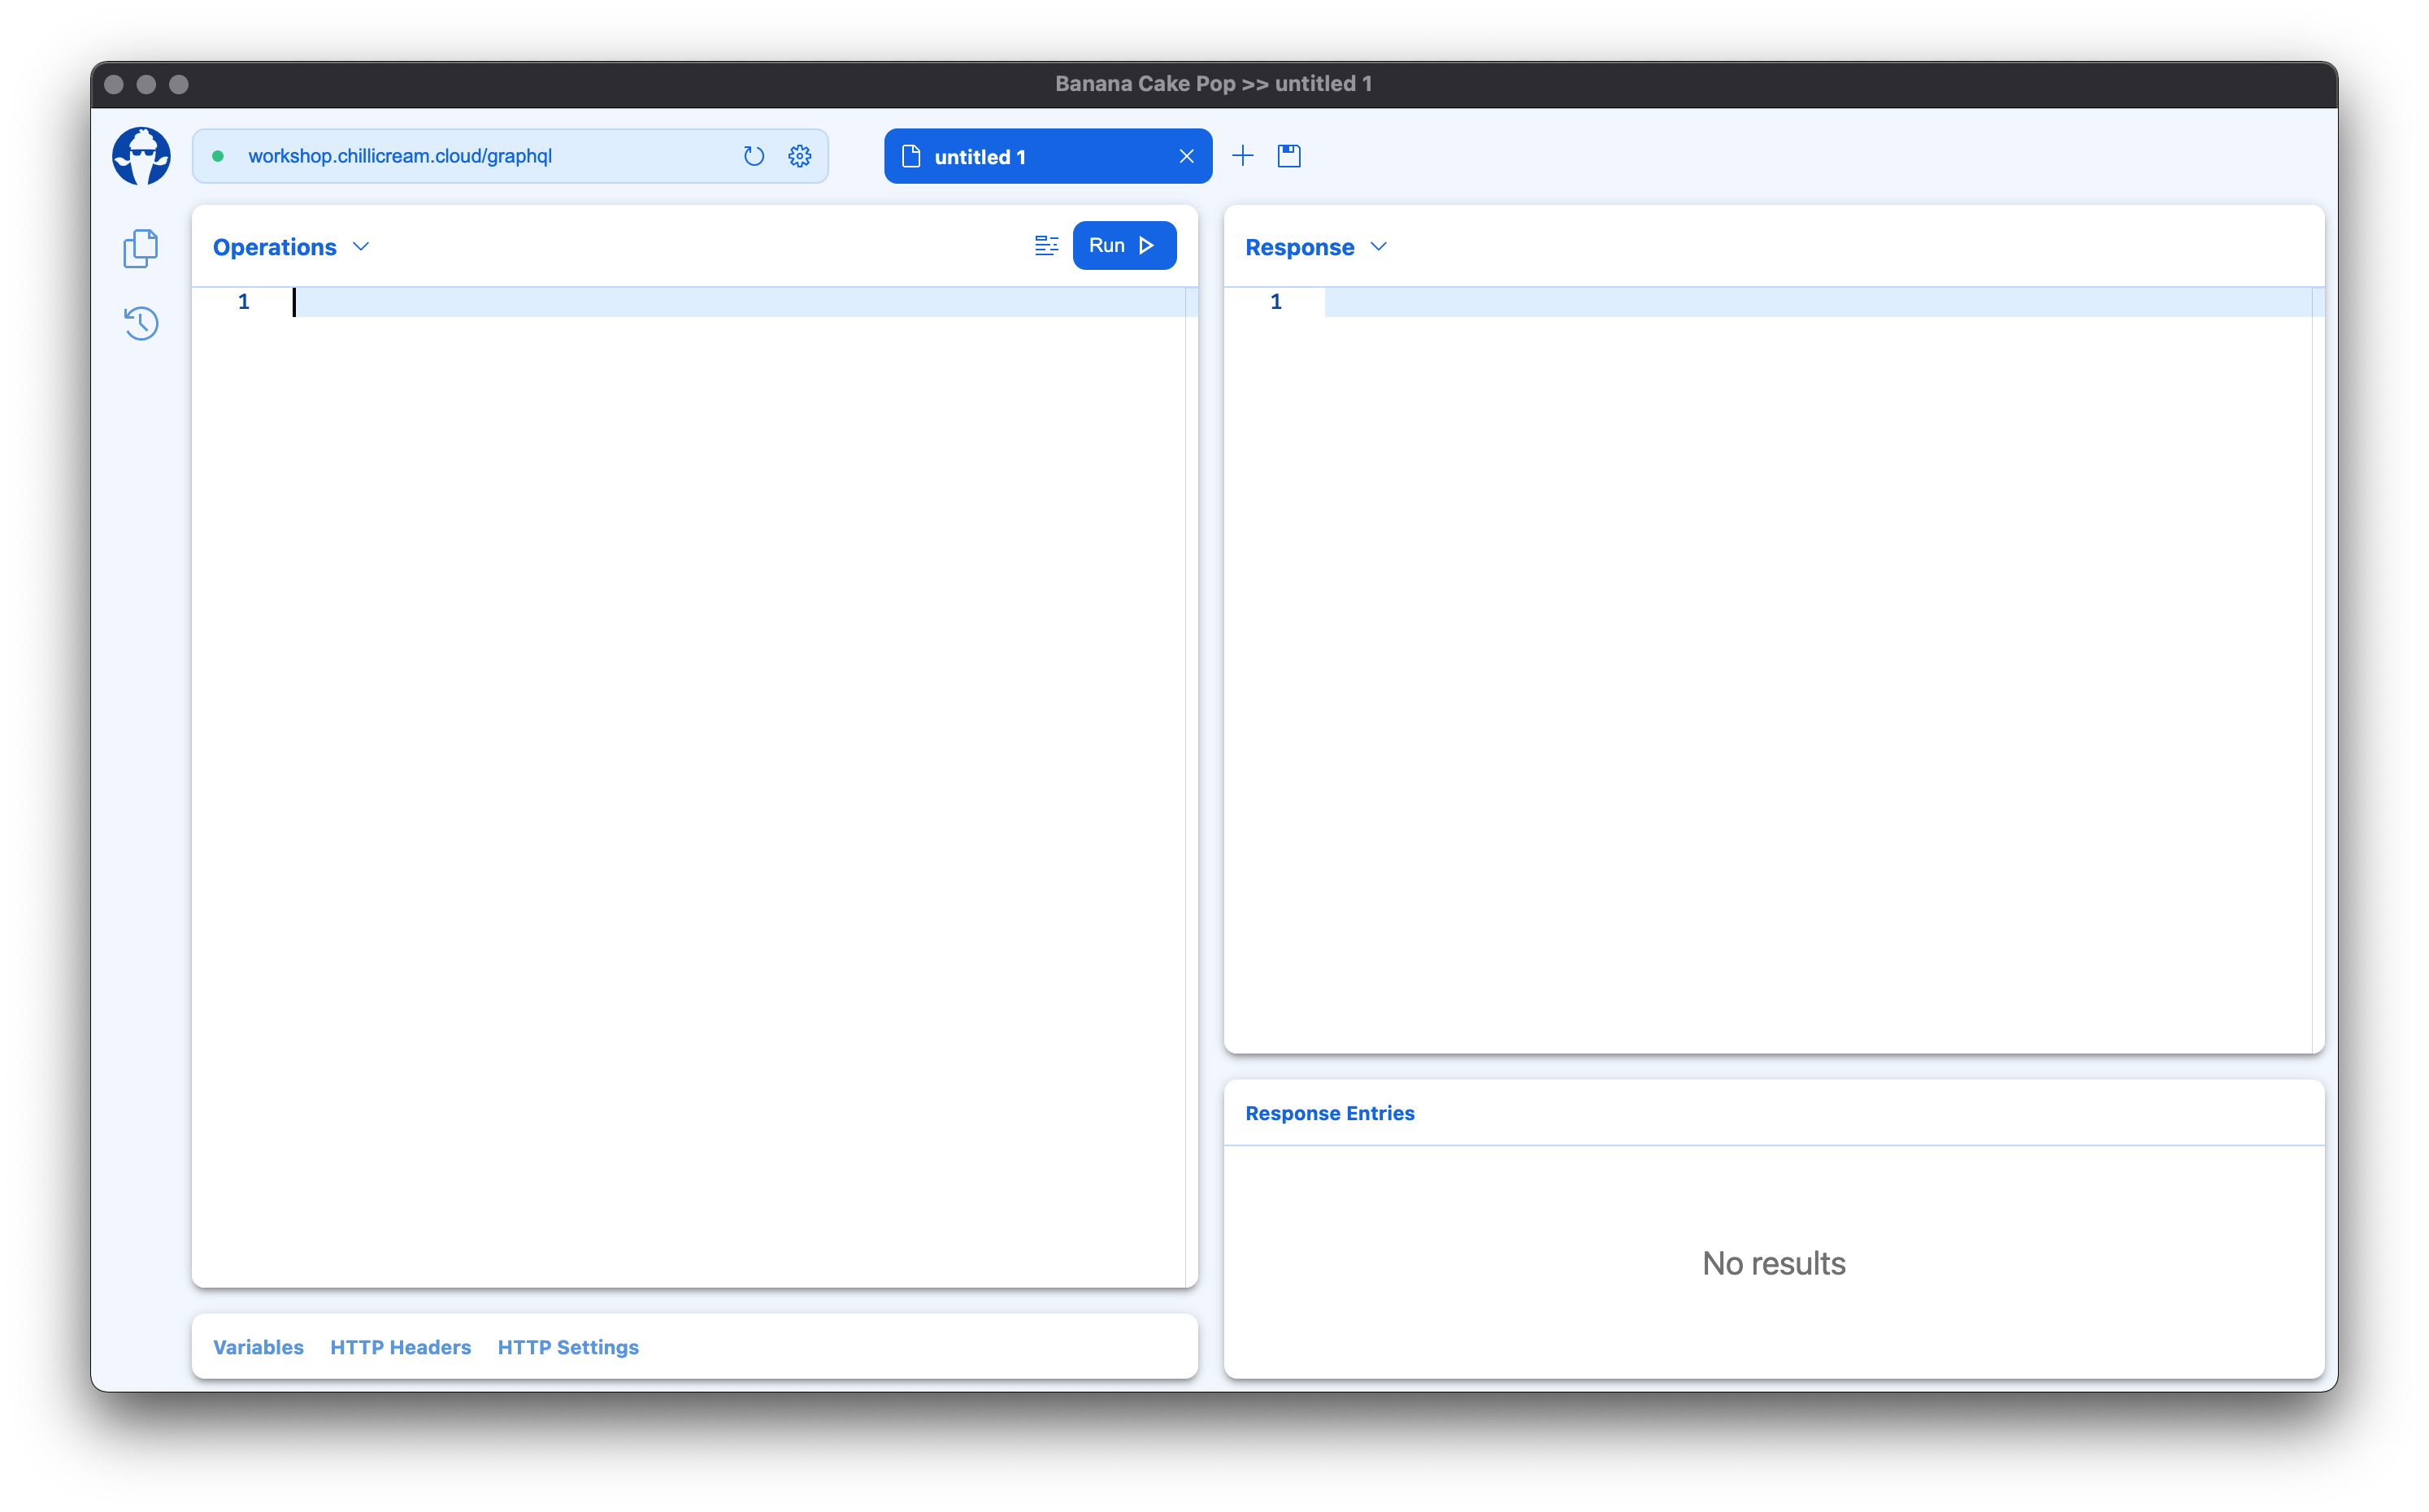 Banana Cake Pop >> untitled 1
workshop.chillicream.cloud/graphql
untitled 1
Operations
Run
1
Response
1
Response Entries
No results
Variables HTTP Headers HTTP Settings